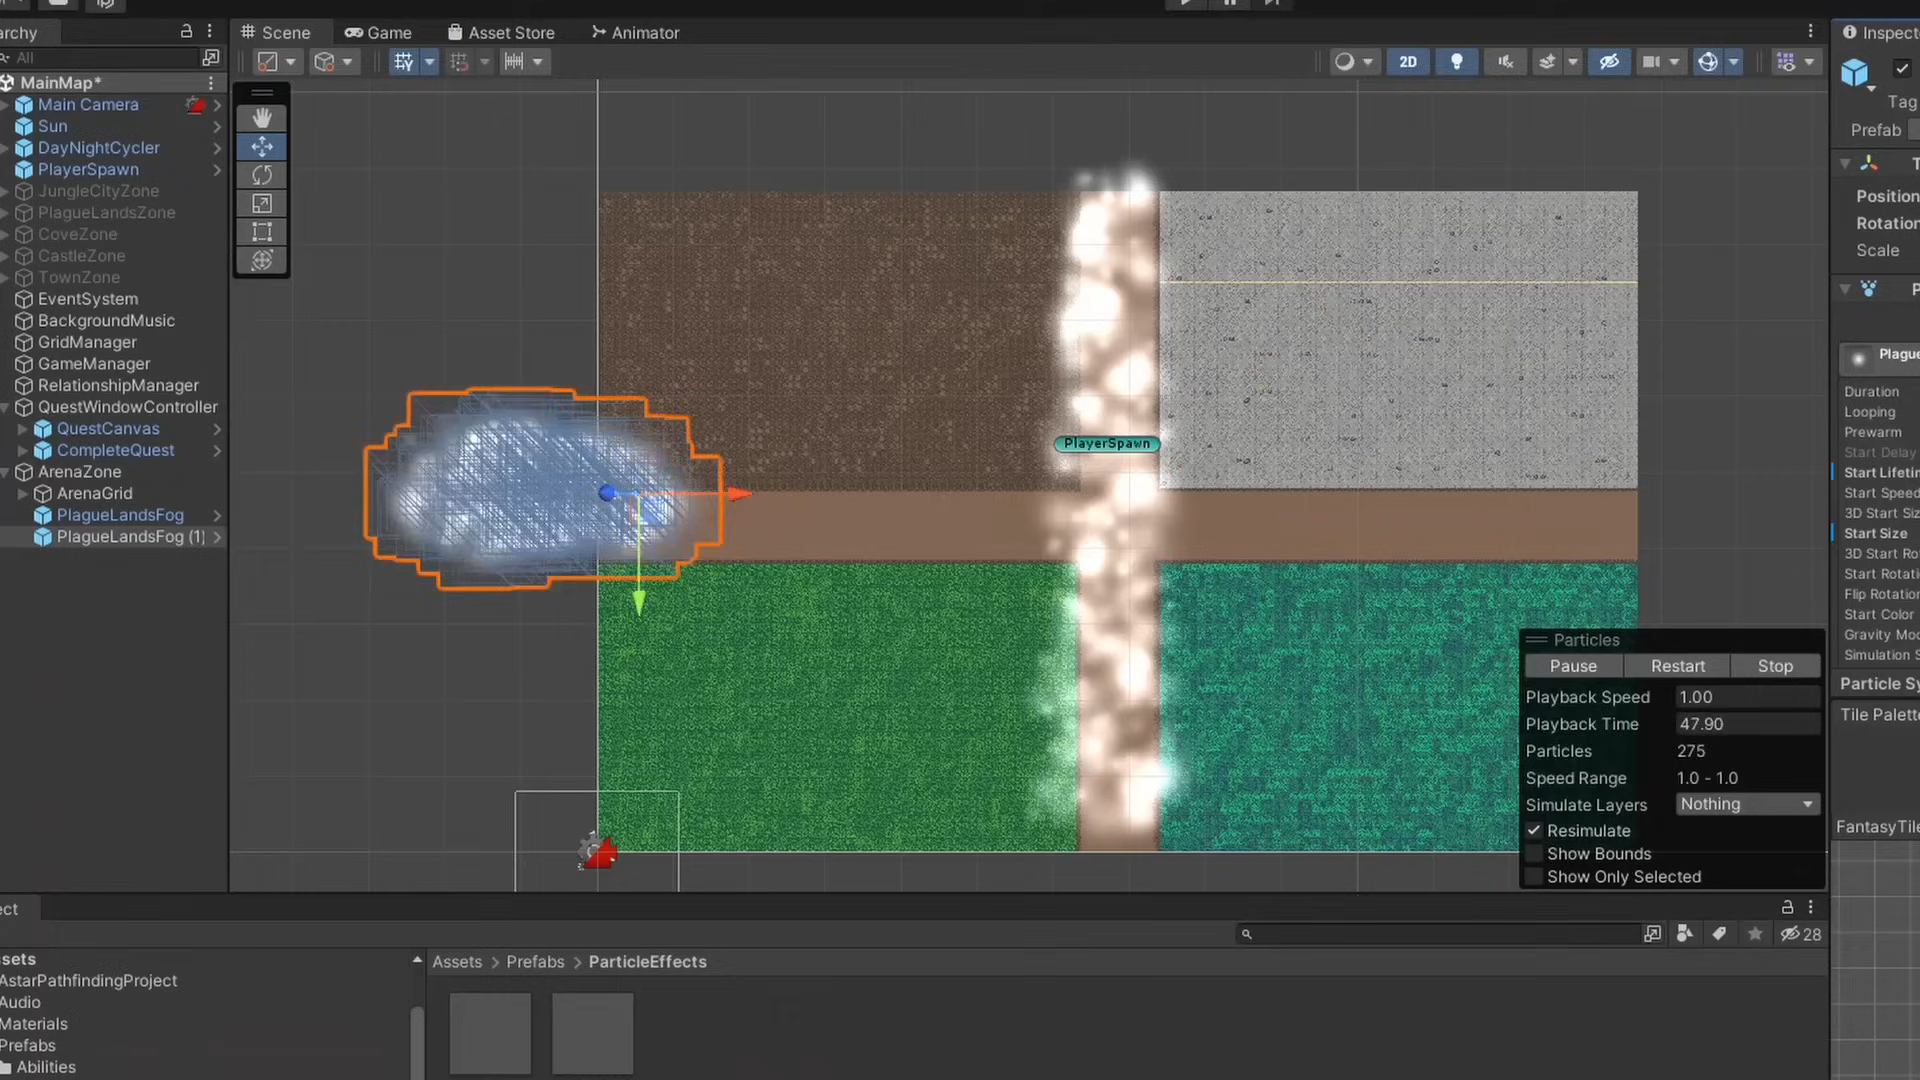 archy
Scene
Game
Asset Store
Animator
Inspect
All
2D
MainMap*
Main Camera
Sun
DayNightCycler
PlayerSpawn
JungleCityZone
PlagueLandsZone
CoveZone
CastleZone
TownZone
EventSystem
BackgroundMusic
GridManager
GameManager
RelationshipManager
QuestWindowController
QuestCanvas
CompleteQuest
ArenaZone
ArenaGrid
PlagueLandsFog
PlagueLandsFog (1)
PlayerSpawn
Particles
Pause Restart Stop
Playback Speed 1.00
Playback Time 47.90
Particles 275
Speed Range 1.0 - 1.0
Simulate Layers Nothing
Resimulate
Show Bounds
Show Only Selected
Tag
Prefab
T
Position
Rotation
Scale
P
Plague
Duration
Looping
Prewarm
Start Delay
Start Lifetim
Start Speed
3D Start Siz
Start Size
3D Start Rot
Start Rotati
Flip Rotation
Start Color
Gravity Mod
Simulation S
Particle Sy
Tile Palett
FantasyTile
ect
28
sets
AstarPathfindingProject
Audio
Materials
Prefabs
Abilities
Assets > Prefabs > ParticleEffects